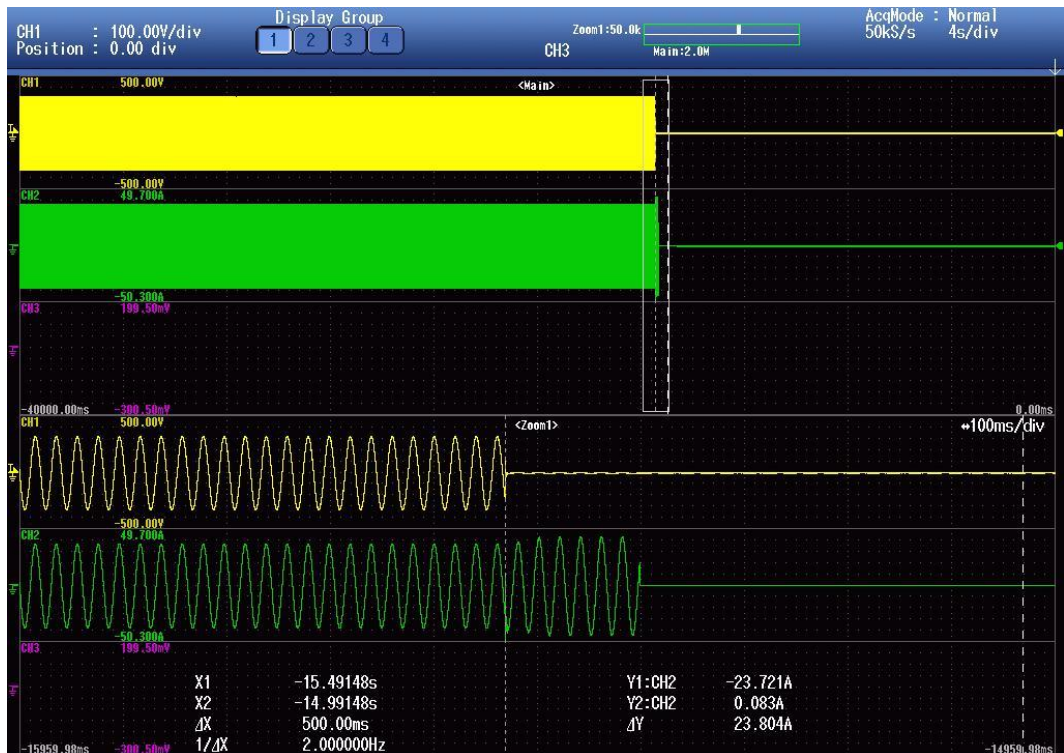 CH1 : 100.00V/div
Position : 0.00 div
Display Group
1 2 3 4
Zoom1:50.0k
CH3 Main:2.0M
AcqMode : Normal
50kS/s 4s/div
CH1 500.00V <Main>
-500.00V
CH2 49.700A
-50.300A
CH3 199.50mV
-40000.00ms -300.50mV 0.00ms
CH1 500.00V <Zoom1> 100ms/div
-500.00V
CH2 49.700A
-50.300A
CH3 199.50mV
X1 -15.49148s Y1:CH2 -23.721A
X2 -14.99148s Y2:CH2 0.083A
ΔX 500.00ms ΔY 23.804A
1/ΔX 2.000000Hz
-15959.98ms -300.50mV -14959.98ms